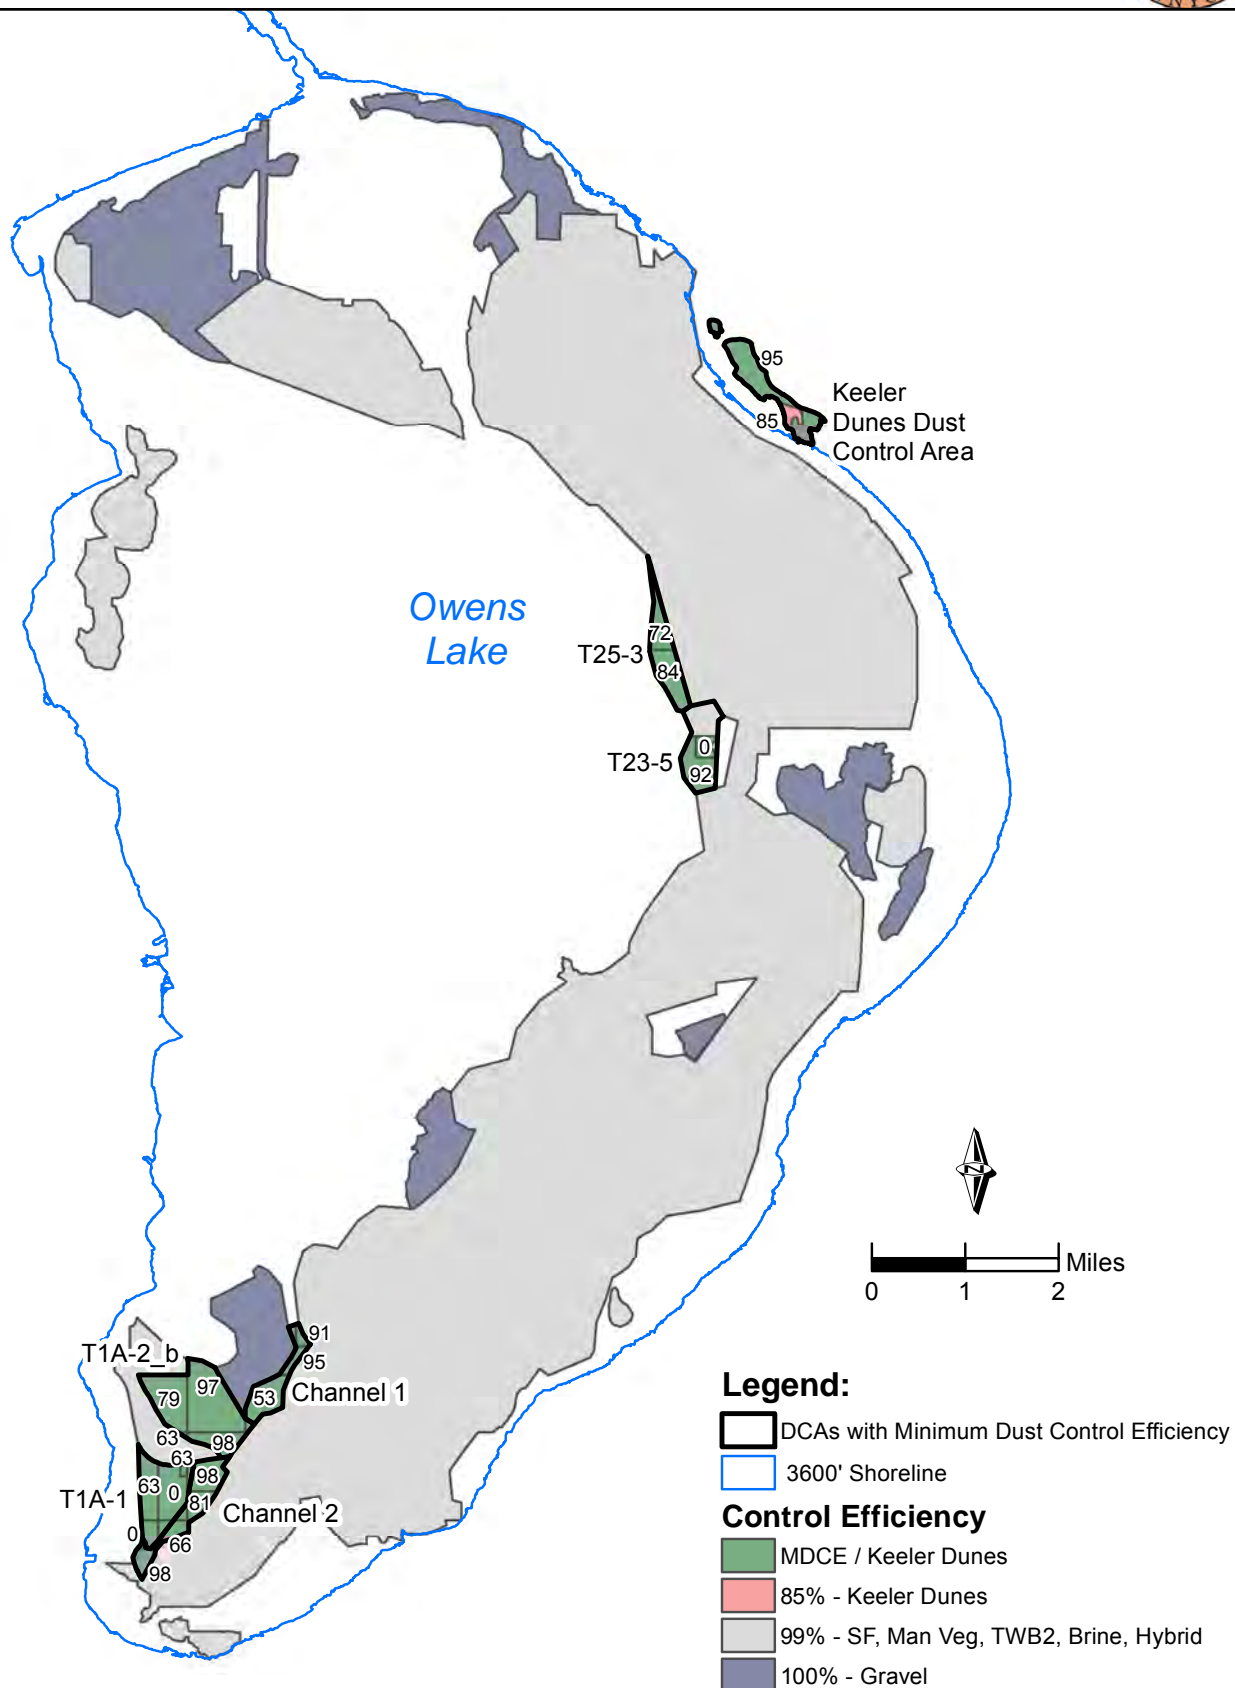 95
Keeler
Dunes Dust
Control Area
85
Owens
Lake
72
T25-3
84
0
T23-5
92
N
Miles
0 1 2
91
T1A-2_b
95
97
79
53
Channel 1
63
98
63
98
63
0
T1A-1
81
Channel 2
0
66
98
Legend:
DCAs with Minimum Dust Control Efficiency
3600' Shoreline
Control Efficiency
MDCE / Keeler Dunes
85% - Keeler Dunes
99% - SF, Man Veg, TWB2, Brine, Hybrid
100% - Gravel